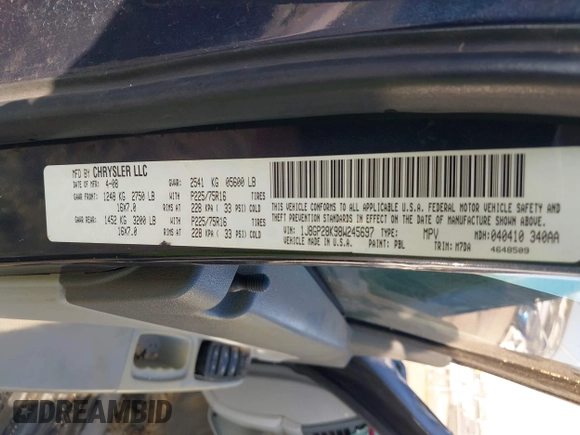 MFD BY CHRYSLER LLC
DATE OF MFR: 4-08 GVWR: 2541 KG 05600 LB
GAWR FRONT: 1248 KG 2750 LB WITH P225/75R16 TIRES
16X7.0 RIMS AT 228 KPA ( 33 PSI COLD)
GAWR REAR: 1452 KG 3200 LB WITH P225/75R16 TIRES
16X7.0 RIMS AT 228 KPA ( 33 PSI COLD)
THIS VEHICLE CONFORMS TO ALL APPLICABLE U.S.A. FEDERAL MOTOR VEHICLE SAFETY AND
THEFT PREVENTION STANDARDS IN EFFECT ON THE DATE OF MANUFACTURE SHOWN ABOVE.
VIN: 1J8GP28K98W245697 TYPE: MPV MDH: 040410 340AA
VEHICLE MADE IN U.S.A. PAINT: PBL TRIM: M7DA 4648509
DREAMBID